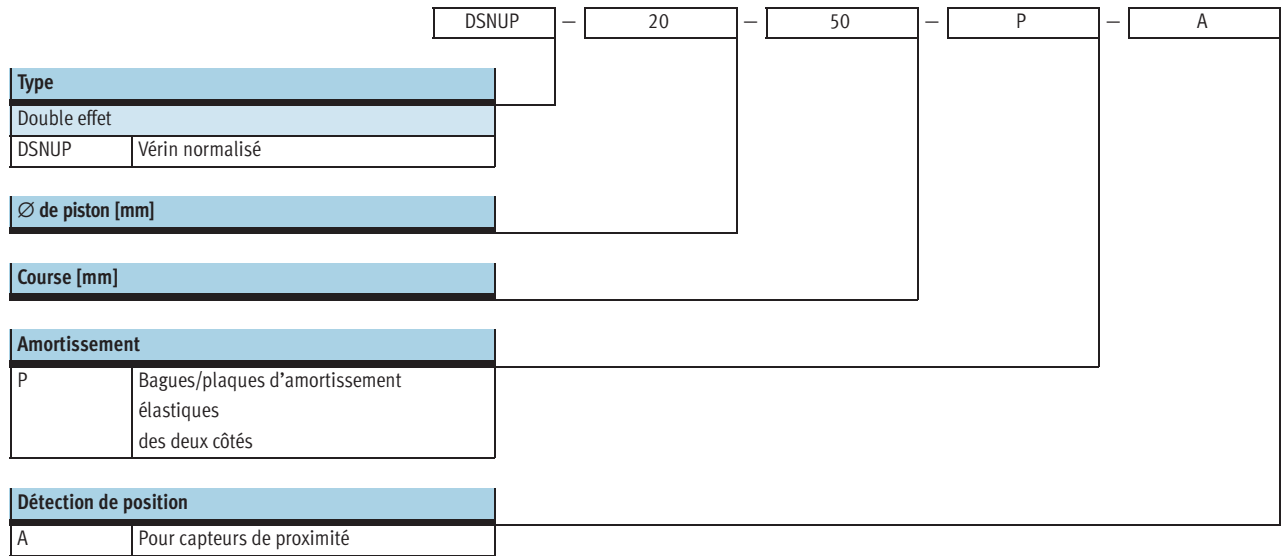 DSNUP – 20 – 50 – P – A
Type
Double effet
DSNUP Vérin normalisé
∅ de piston [mm]
Course [mm]
Amortissement
P Bagues/plaques d’amortissement
élastiques
des deux côtés
Détection de position
A Pour capteurs de proximité